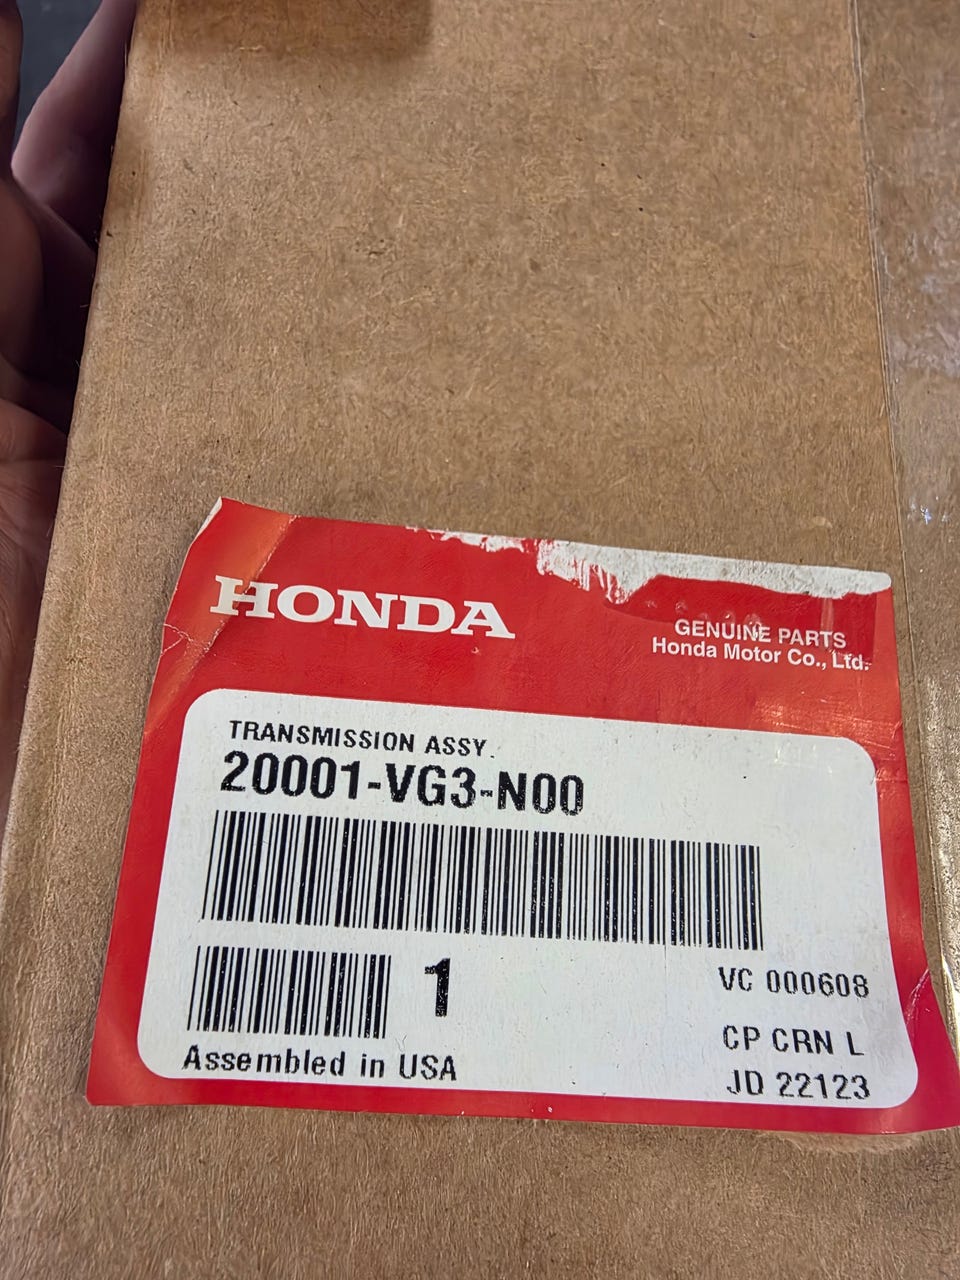 HONDA
GENUINE PARTS
Honda Motor Co., Ltd.
TRANSMISSION ASSY.
20001-VG3-N00
1
VC 000608
CP CRN L
Assembled in USA
JD 22123